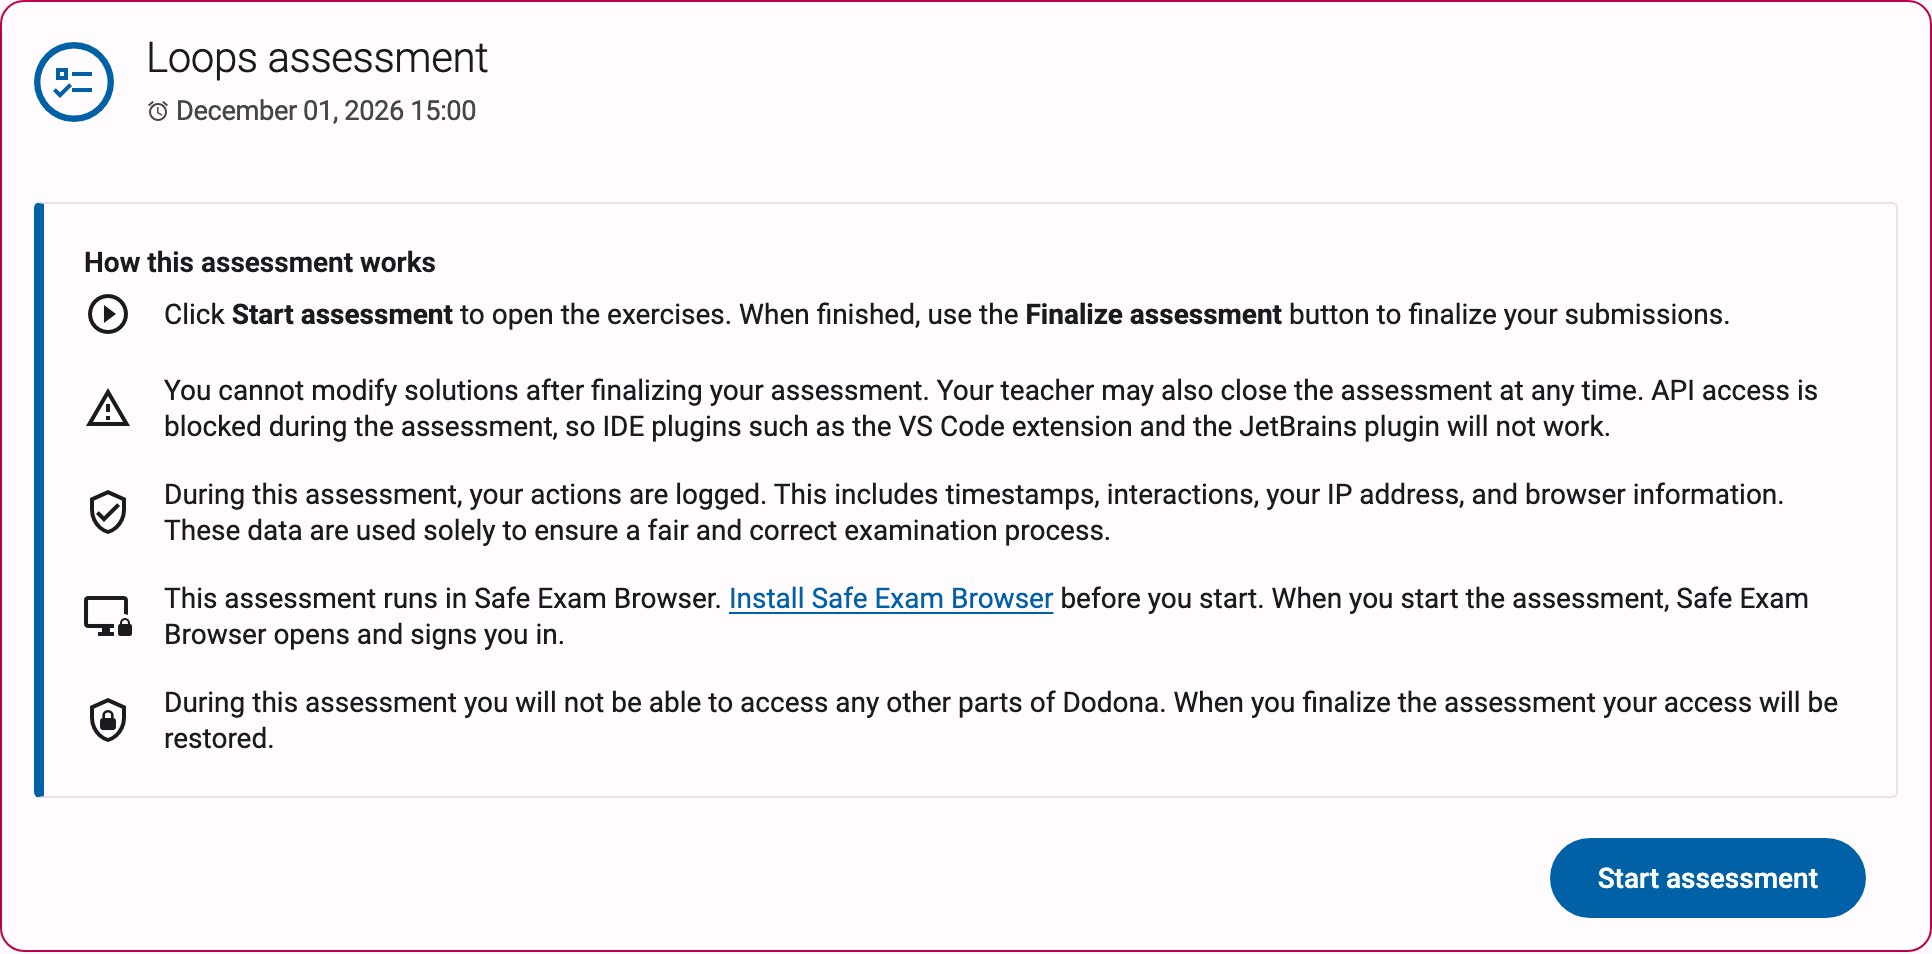 Loops assessment
December 01, 2026 15:00
How this assessment works
Click Start assessment to open the exercises. When finished, use the Finalize assessment button to finalize your submissions.
You cannot modify solutions after finalizing your assessment. Your teacher may also close the assessment at any time. API access is
blocked during the assessment, so IDE plugins such as the VS Code extension and the JetBrains plugin will not work.
During this assessment, your actions are logged. This includes timestamps, interactions, your IP address, and browser information.
These data are used solely to ensure a fair and correct examination process.
This assessment runs in Safe Exam Browser. Install Safe Exam Browser before you start. When you start the assessment, Safe Exam
Browser opens and signs you in.
During this assessment you will not be able to access any other parts of Dodona. When you finalize the assessment your access will be
restored.
Start assessment